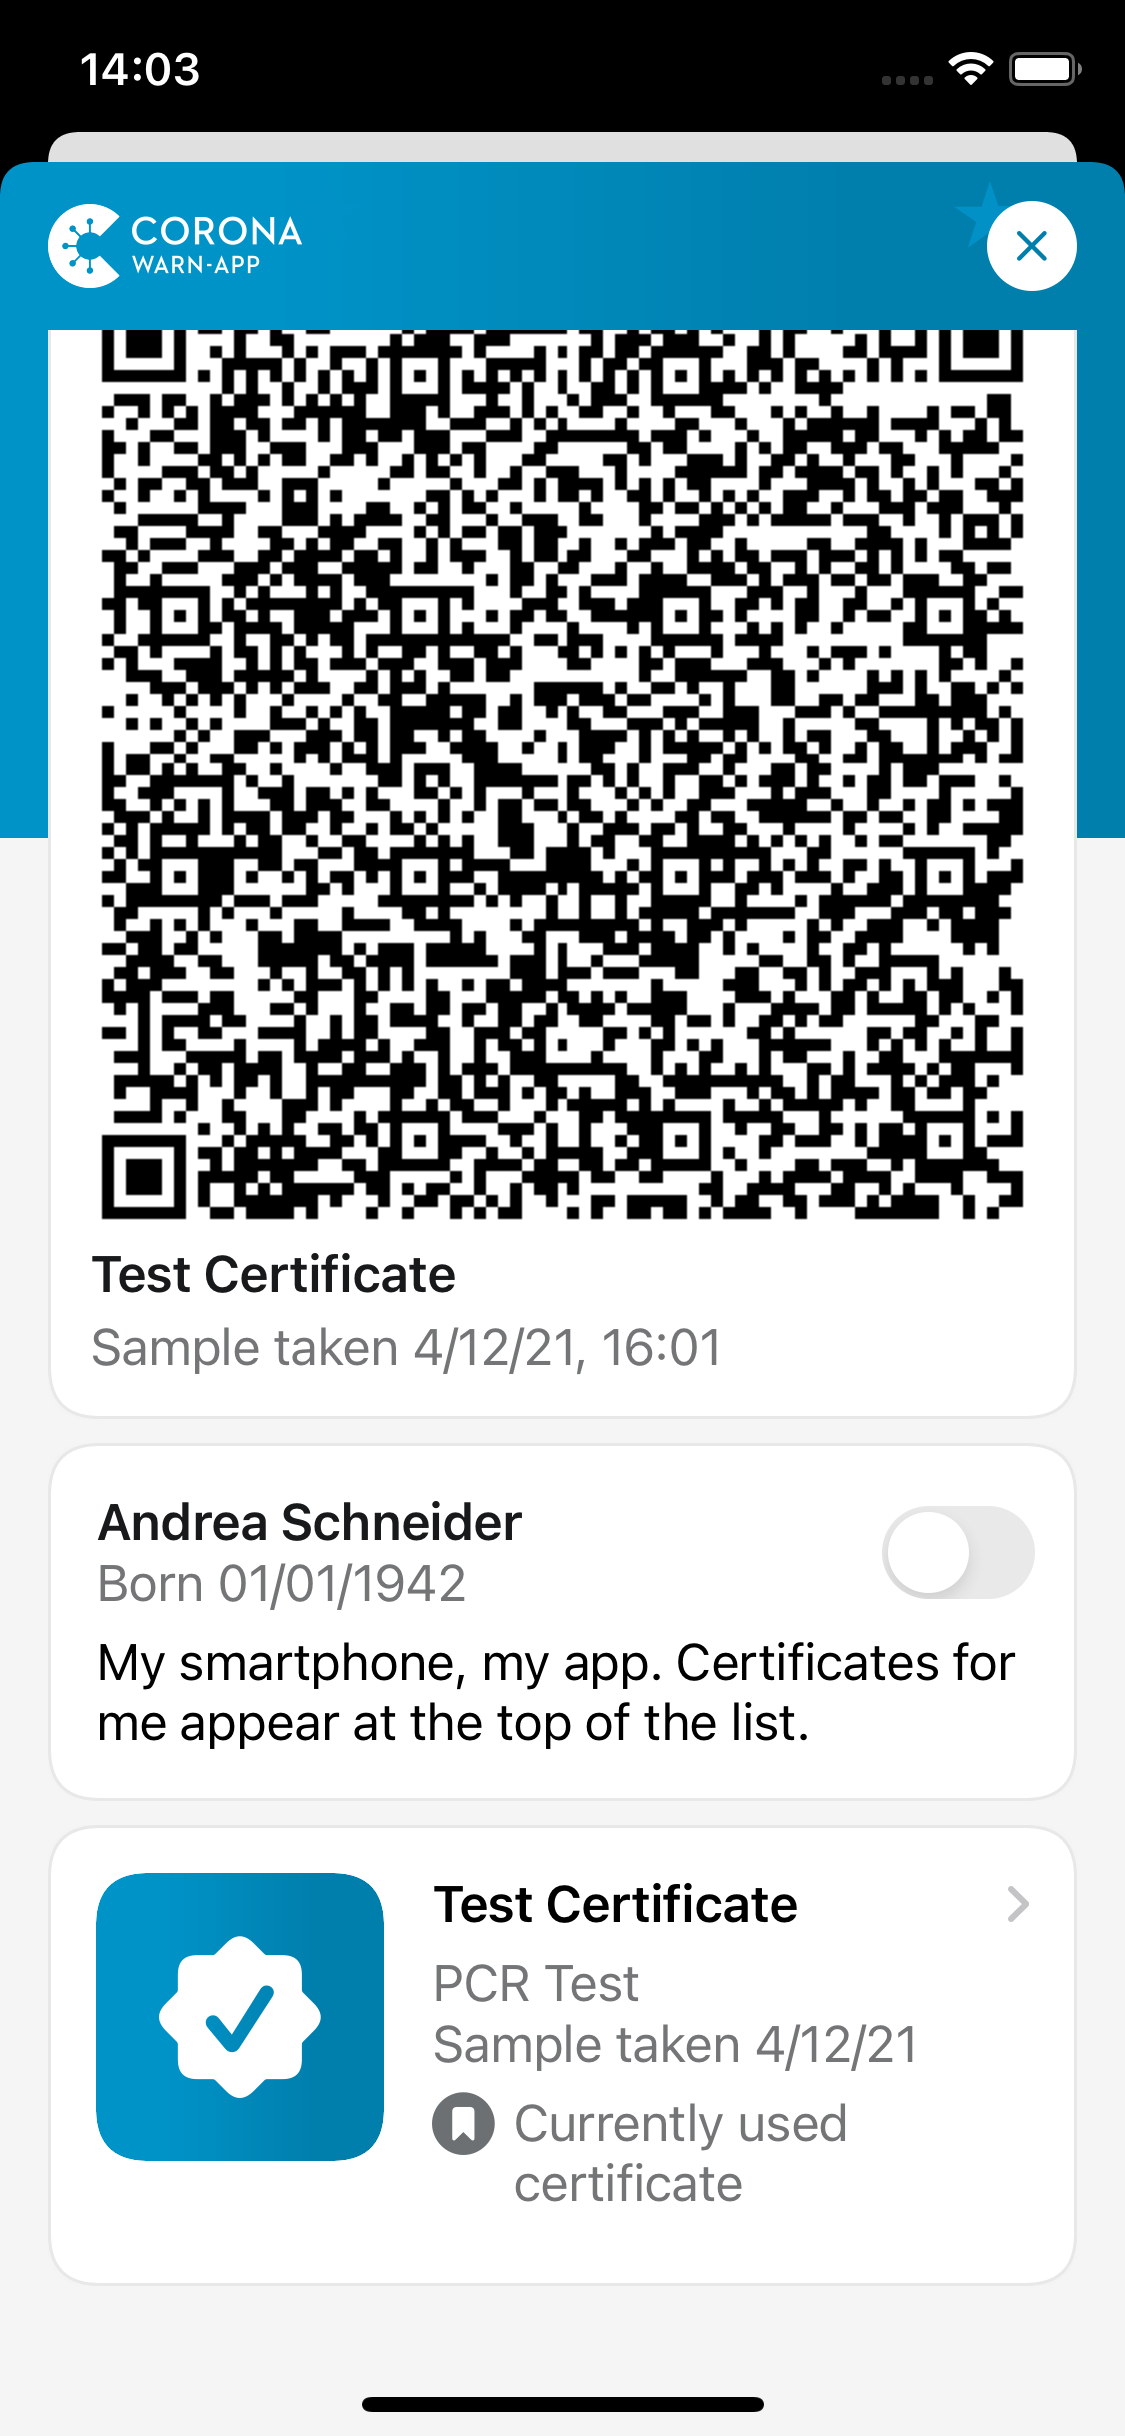 14:03
CORONA
WARN-APP
Test Certificate
Sample taken 4/12/21, 16:01
Andrea Schneider
Born 01/01/1942
My smartphone, my app. Certificates for
me appear at the top of the list.
Test Certificate
PCR Test
Sample taken 4/12/21
Currently used
certificate